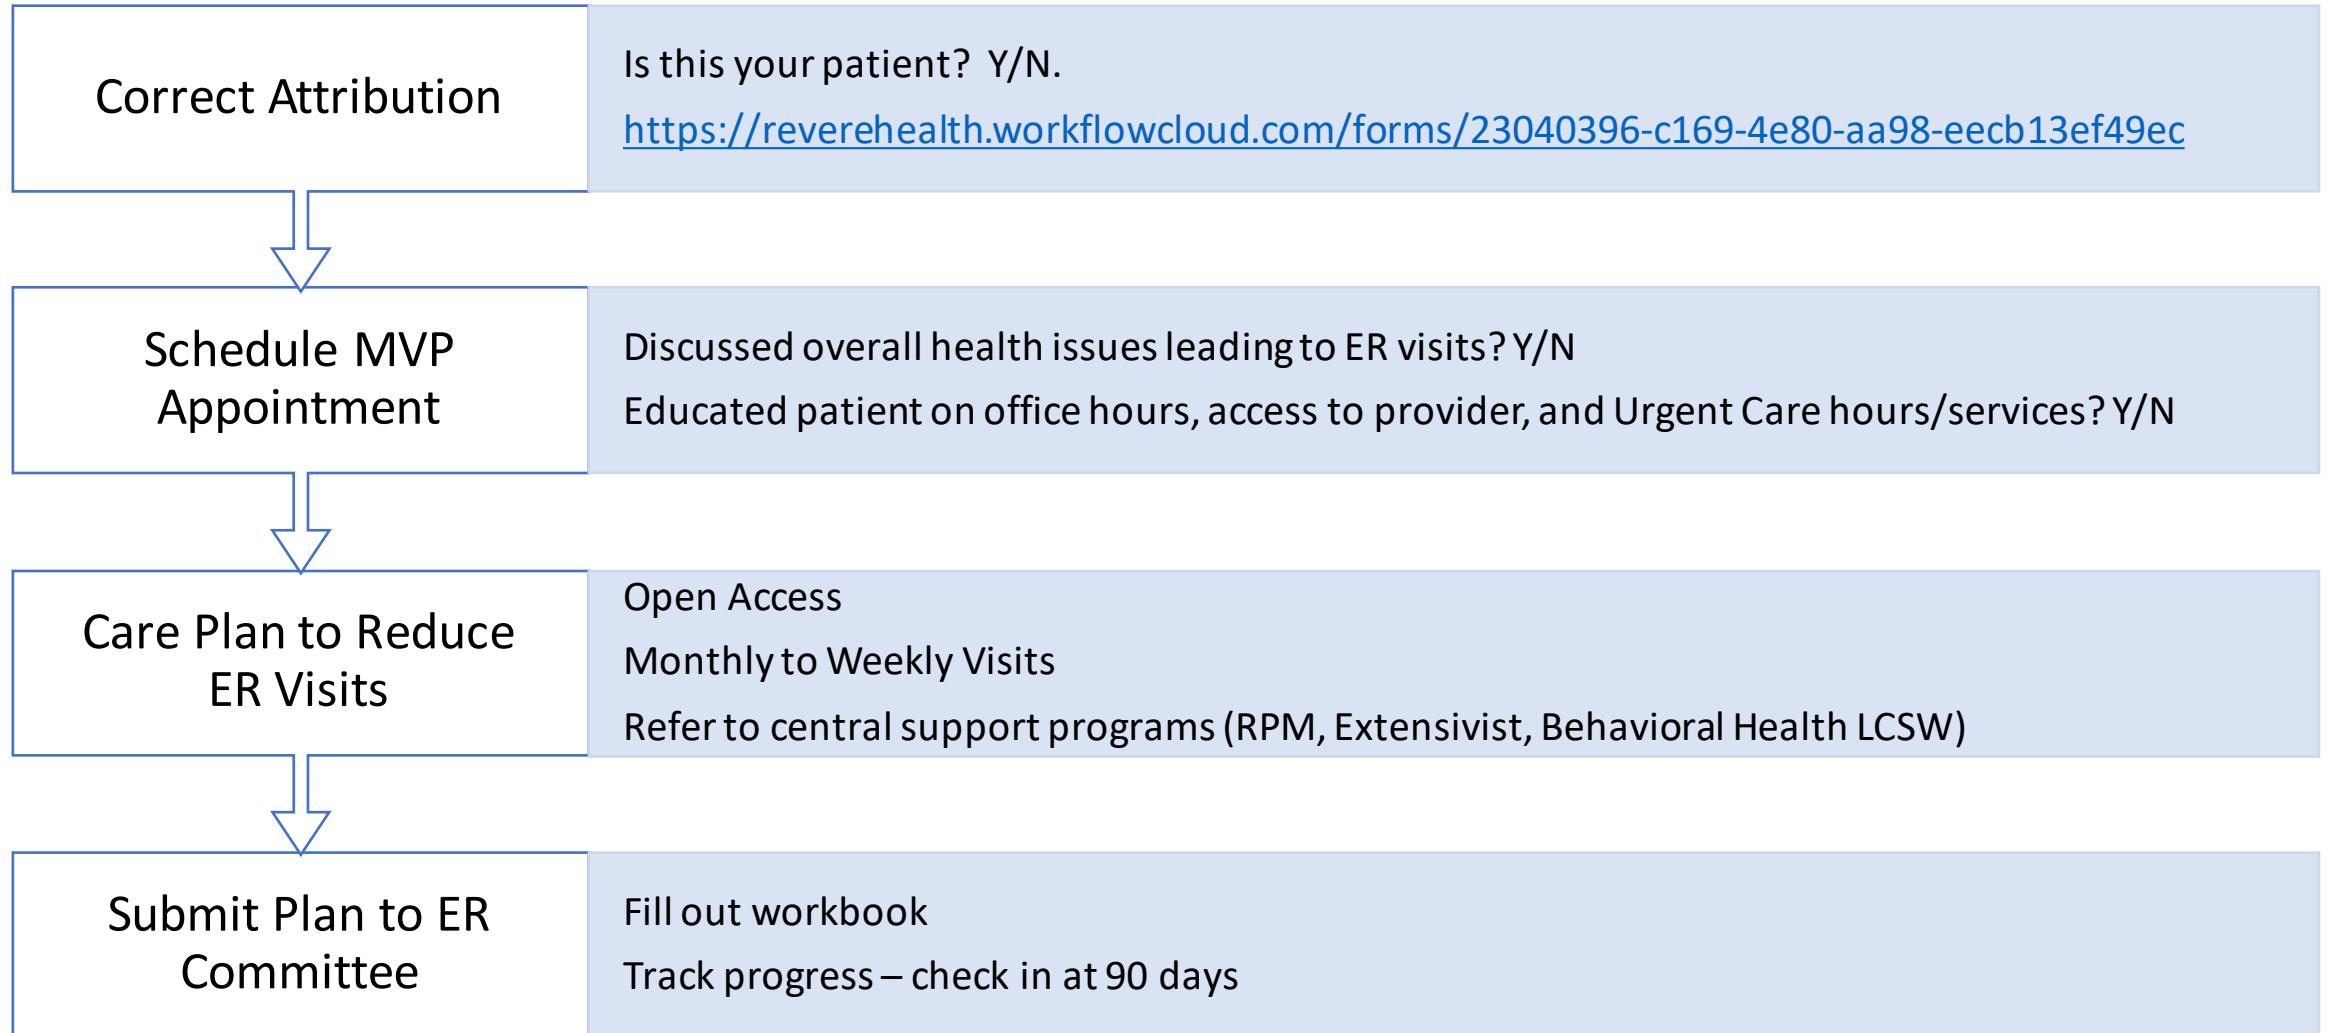 Correct Attribution
Is this your patient?  Y/N.
https://reverehealth.workflowcloud.com/forms/23040396-c169-4e80-aa98-eecb13ef49ec
Schedule MVP
Appointment
Discussed overall health issues leading to ER visits? Y/N
Educated patient on office hours, access to provider, and Urgent Care hours/services? Y/N
Care Plan to Reduce
ER Visits
Open Access
Monthly to Weekly Visits
Refer to central support programs (RPM, Extensivist, Behavioral Health LCSW)
Submit Plan to ER
Committee
Fill out workbook
Track progress – check in at 90 days